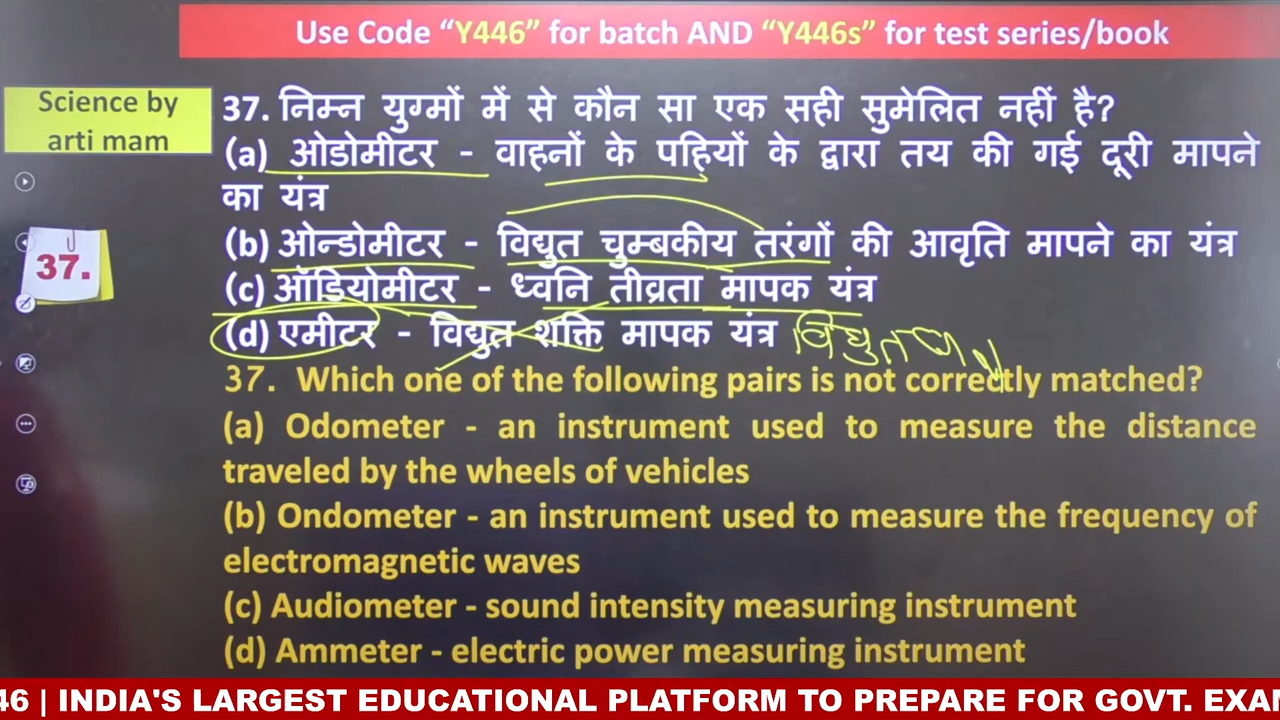 Use Code “Y446” for batch AND “Y446s” for test series/book
Science by
arti mam
37. निम्न युग्मों में से कौन सा एक सही सुमेलित नहीं है?
(a) ओडोमीटर - वाहनों के पहियों के द्वारा तय की गई दूरी मापने
का यंत्र
37.
(b) ओन्डोमीटर - विद्युत चुम्बकीय तरंगों की आवृति मापने का यंत्र
(c) ऑडियोमीटर - ध्वनि तीव्रता मापक यंत्र
(d) एमीटर - विद्युत शक्ति मापक यंत्र विद्युत
37. Which one of the following pairs is not correctly matched?
(a) Odometer - an instrument used to measure the distance
traveled by the wheels of vehicles
(b) Ondometer - an instrument used to measure the frequency of
electromagnetic waves
(c) Audiometer - sound intensity measuring instrument
(d) Ammeter - electric power measuring instrument
46 | INDIA'S LARGEST EDUCATIONAL PLATFORM TO PREPARE FOR GOVT.